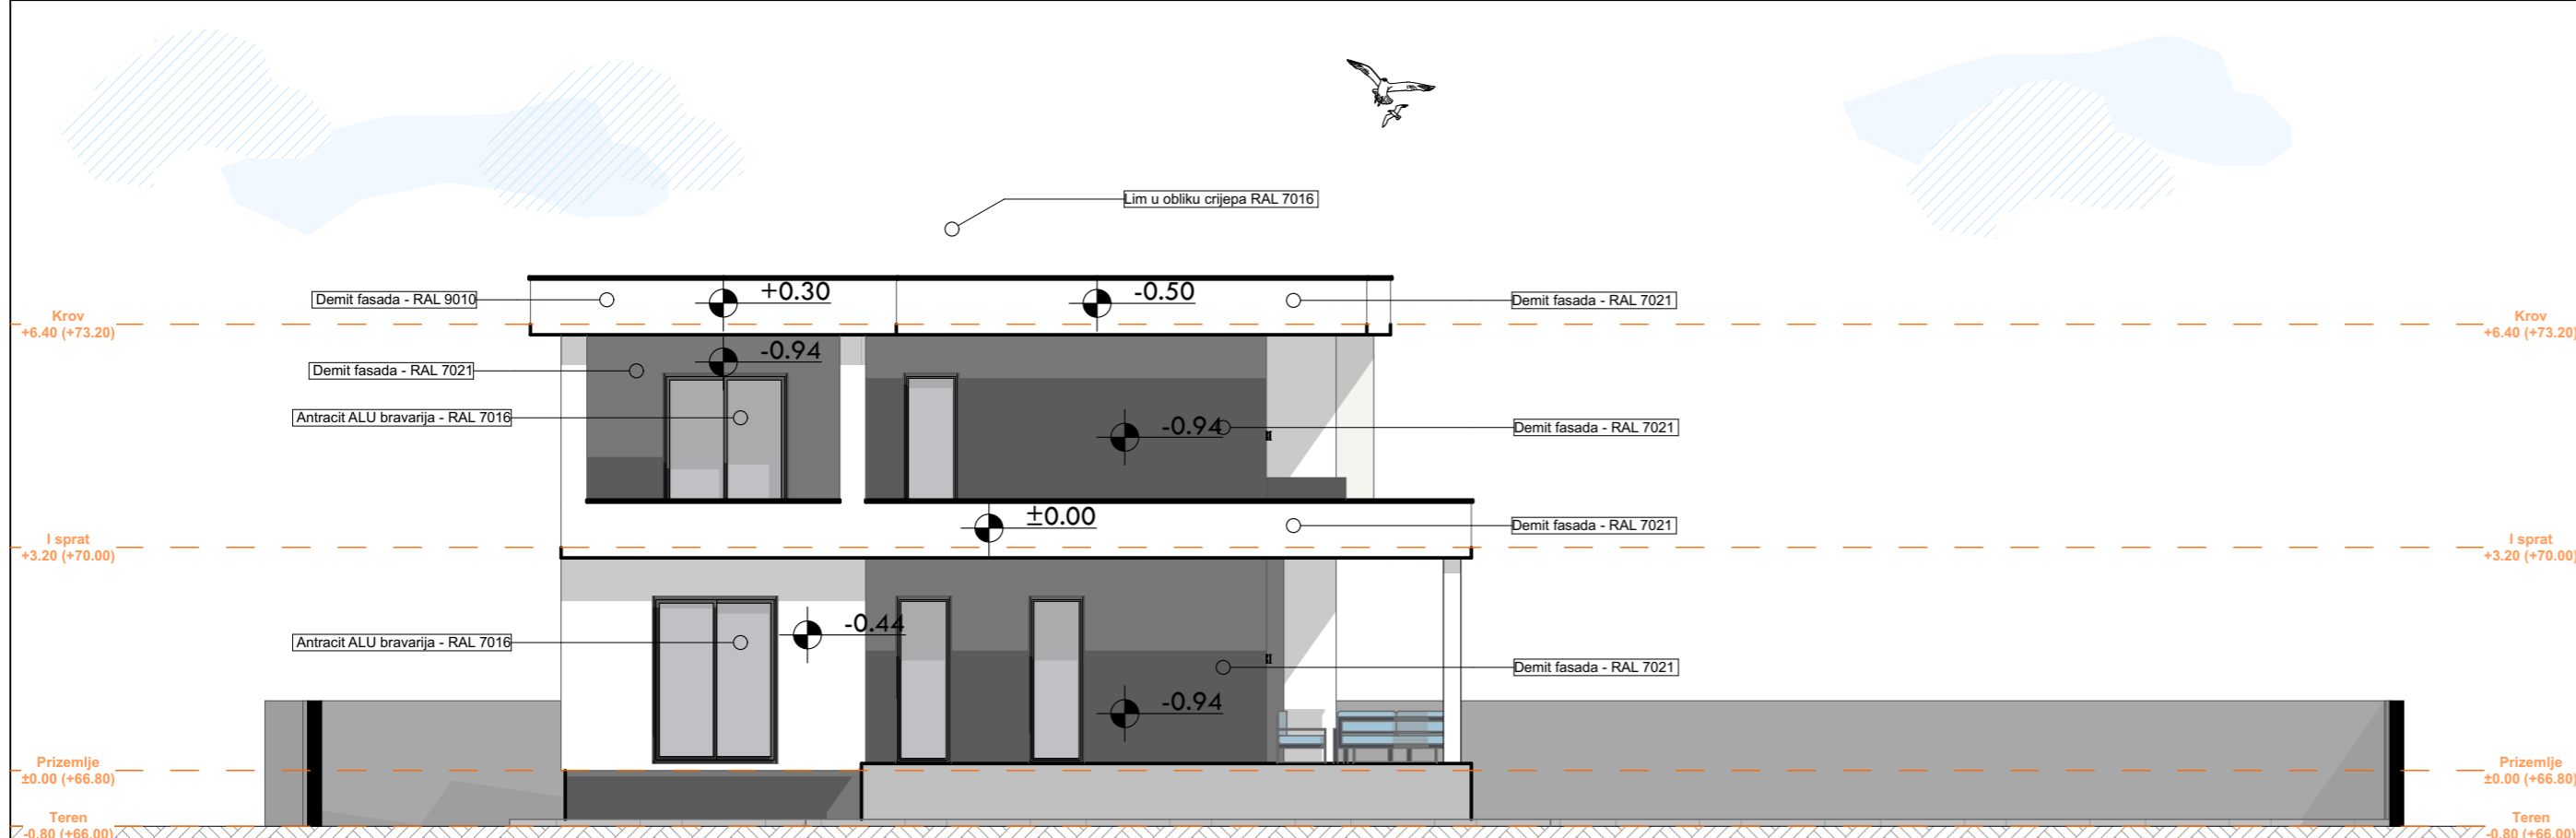 Lim u obliku crijepa RAL 7016
Demit fasada - RAL 9010
+0.30
-0.50
Demit fasada - RAL 7021
Krov
+6.40 (+73.20)
Krov
+6.40 (+73.20)
-0.94
Demit fasada - RAL 7021
Antracit ALU bravarija - RAL 7016
-0.94
Demit fasada - RAL 7021
±0.00
Demit fasada - RAL 7021
I sprat
+3.20 (+70.00)
I sprat
+3.20 (+70.00)
-0.44
Antracit ALU bravarija - RAL 7016
Demit fasada - RAL 7021
-0.94
Prizemlje
±0.00 (+66.80)
Prizemlje
±0.00 (+66.80)
Teren
-0.80 (+66.00)
Teren
-0.80 (+66.00)